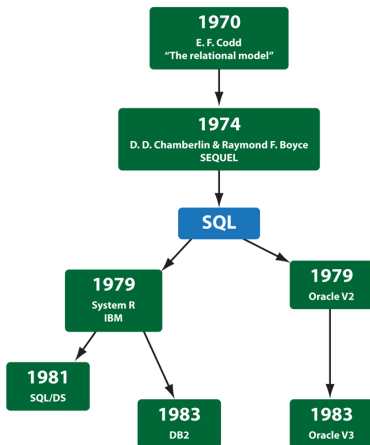 1970
E. F. Codd
"The relational model"
1974
D. D. Chamberlin & Raymond F. Boyce
SEQUEL
SQL
1979
System R
IBM
1979
Oracle V2
1981
SQL/DS
1983
DB2
1983
Oracle V3